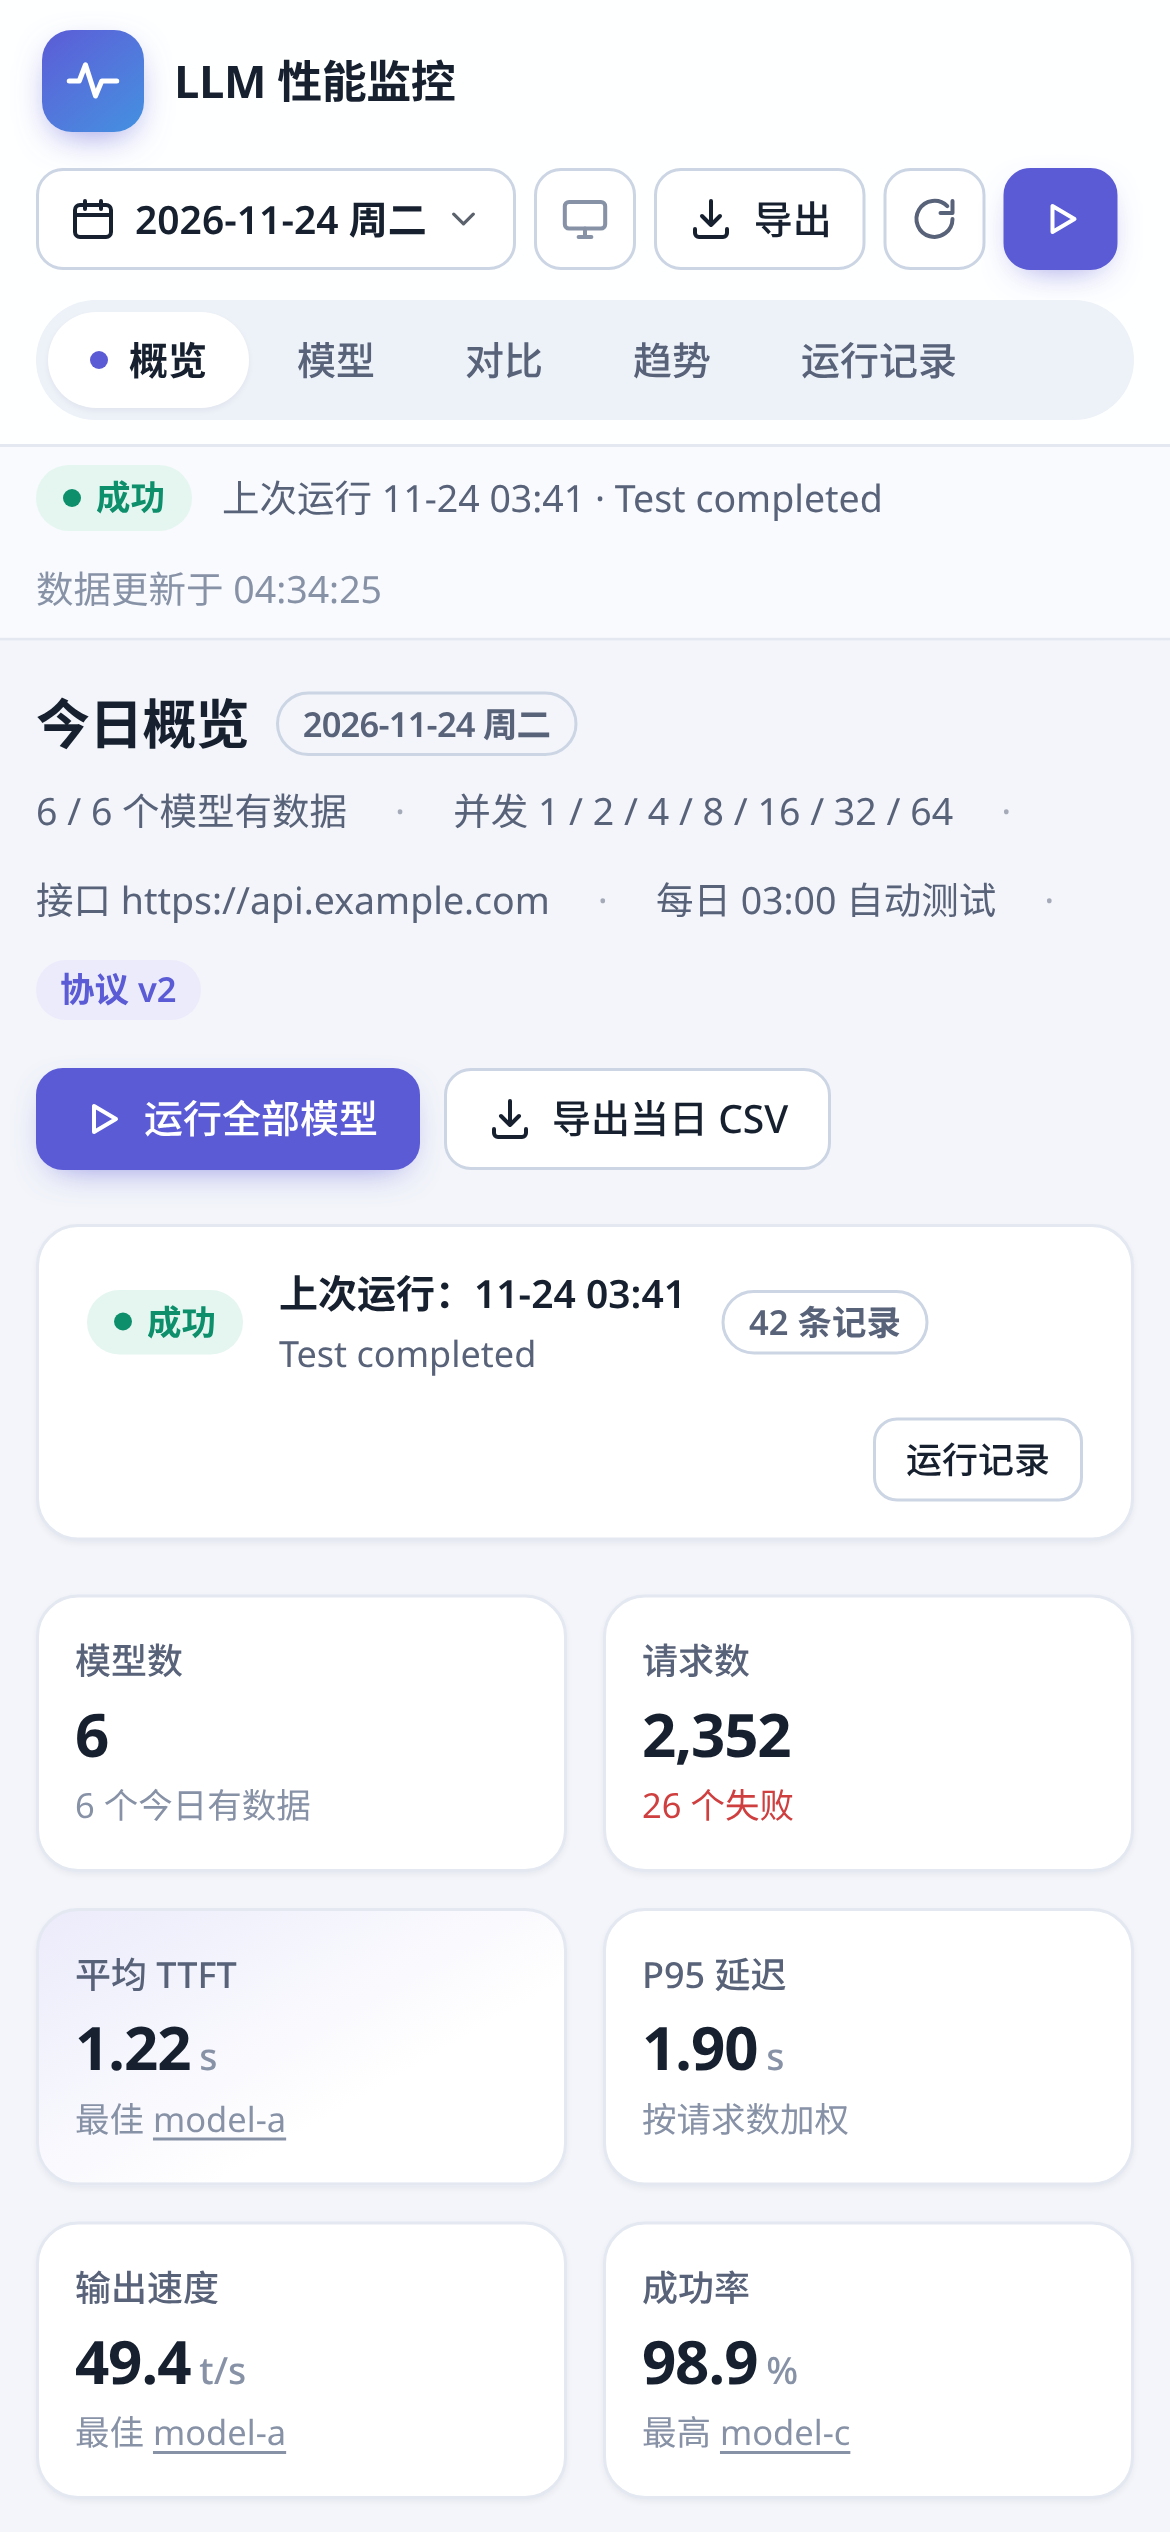 LLM 性能监控
2026-11-24 周二
导出
概览
模型
对比
趋势
运行记录
成功
上次运行 11-24 03:41 · Test completed
数据更新于 04:34:25
今日概览
2026-11-24 周二
6 / 6 个模型有数据 · 并发 1 / 2 / 4 / 8 / 16 / 32 / 64 ·
接口 https://api.example.com · 每日 03:00 自动测试 ·
协议 v2
运行全部模型
导出当日 CSV
成功
上次运行：11-24 03:41
Test completed
42 条记录
运行记录
模型数
6
6 个今日有数据
请求数
2,352
26 个失败
平均 TTFT
1.22 s
最佳 model-a
P95 延迟
1.90 s
按请求数加权
输出速度
49.4 t/s
最佳 model-a
成功率
98.9 %
最高 model-c